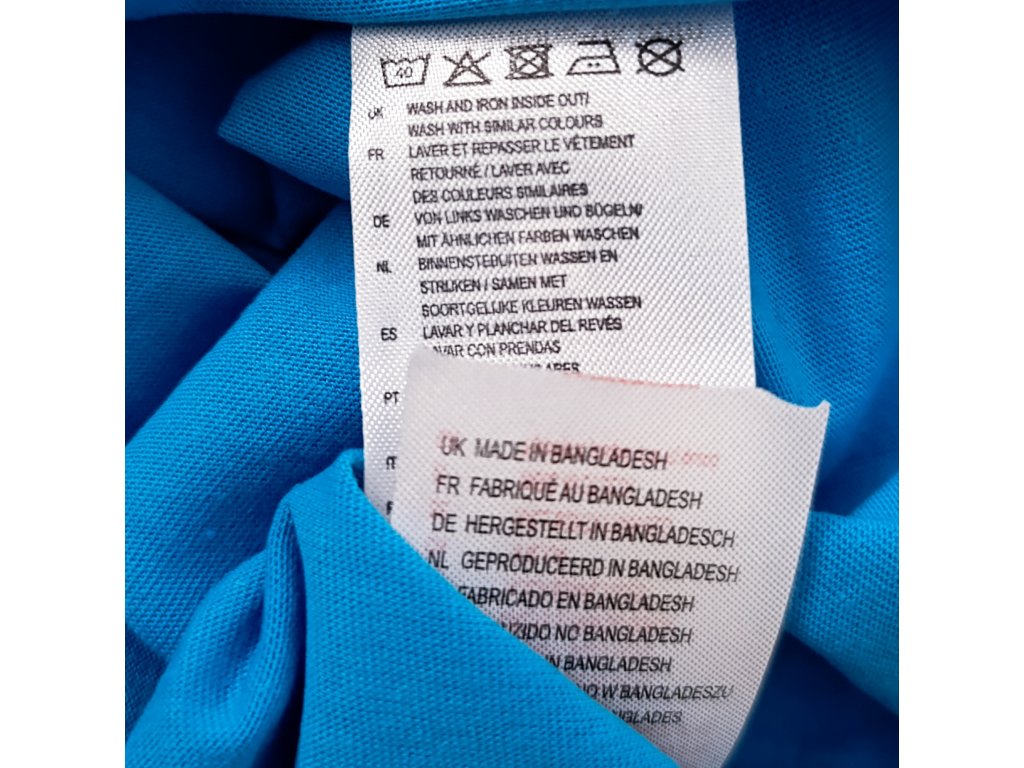 40
UK WASH AND IRON INSIDE OUT/
WASH WITH SIMILAR COLOURS
FR LAVER ET REPASSER LE VÊTEMENT
RETOURNÉ / LAVER AVEC
DES COULEURS SIMILAIRES
DE VON LINKS WASCHEN UND BÜGELN/
MIT ÄHNLICHEN FARBEN WASCHEN
NL BINNENSTEBUITEN WASSEN EN
STRIJKEN / SAMEN MET
SOORTGELIJKE KLEUREN WASSEN
ES LAVAR Y PLANCHAR DEL REVÉS
CON PRENDAS
PT
IT
UK MADE IN BANGLADESH
FR FABRIQUÉ AU BANGLADESH
DE HERGESTELLT IN BANGLADESCH
NL GEPRODUCEERD IN BANGLADESH
FABRICADO EN BANGLADESH
NO BANGLADESH
IN BANGLADESH
W BANGLADESZU